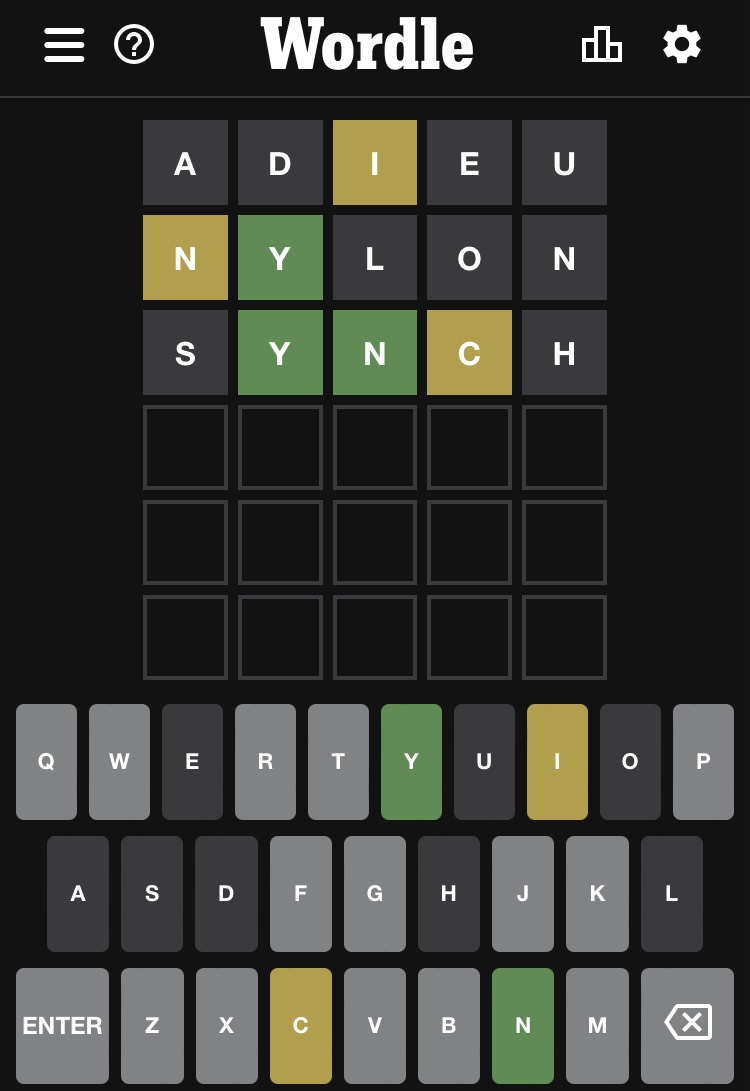 Wordle
A D I E U
N Y L O N
S Y N C H
Q W E R T Y U I O P
A S D F G H J K L
ENTER Z X C V B N M